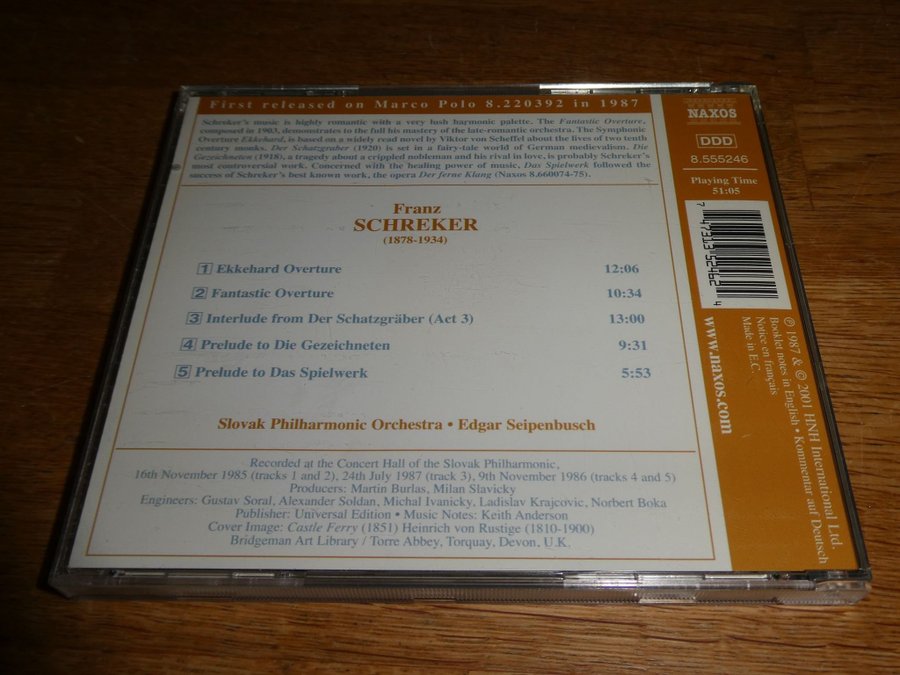 First released on Marco Polo 8.220392 in 1987
Schreker's music is highly romantic with a very lush harmonic palette. The Fantastic Overture,
composed in 1903, demonstrates to the full his mastery of the late-romantic orchestra. The Symphonic
Overture Ekkehard, is based on a widely read novel by Viktor von Scheffel about the lives of two tenth
century monks. Der Schatzgraber (1920) is set in a fairy-tale world of German medievalism. Die
Gezeichneten (1918), a tragedy about a crippled nobleman and his rival in love, is probably Schreker's
most controversial work. Concerned with the healing power of music, Das Spielwerk followed the
success of Schreker's best known work, the opera Der ferne Klang (Naxos 8.660074-75).
Franz
SCHREKER
(1878-1934)
1 Ekkehard Overture 12:06
2 Fantastic Overture 10:34
3 Interlude from Der Schatzgräber (Act 3) 13:00
4 Prelude to Die Gezeichneten 9:31
5 Prelude to Das Spielwerk 5:53
Slovak Philharmonic Orchestra • Edgar Seipenbusch
Recorded at the Concert Hall of the Slovak Philharmonic,
16th November 1985 (tracks 1 and 2), 24th July 1987 (track 3), 9th November 1986 (tracks 4 and 5)
Producers: Martin Burlas, Milan Slavicky
Engineers: Gustav Soral, Alexander Soldan, Michal Ivanicky, Ladislav Krajcovic, Norbert Boka
Publisher: Universal Edition • Music Notes: Keith Anderson
Cover Image: Castle Ferry (1851) Heinrich von Rustige (1810-1900)
Bridgeman Art Library / Torre Abbey, Torquay, Devon, U.K.
NAXOS
DDD
8.555246
Playing Time
51:05
7 47313 52462 4
www.naxos.com
℗ 1987 & © 2001 HNH International Ltd.
Booklet notes in English • Kommentar auf Deutsch
Notice en français
Made in E.C.